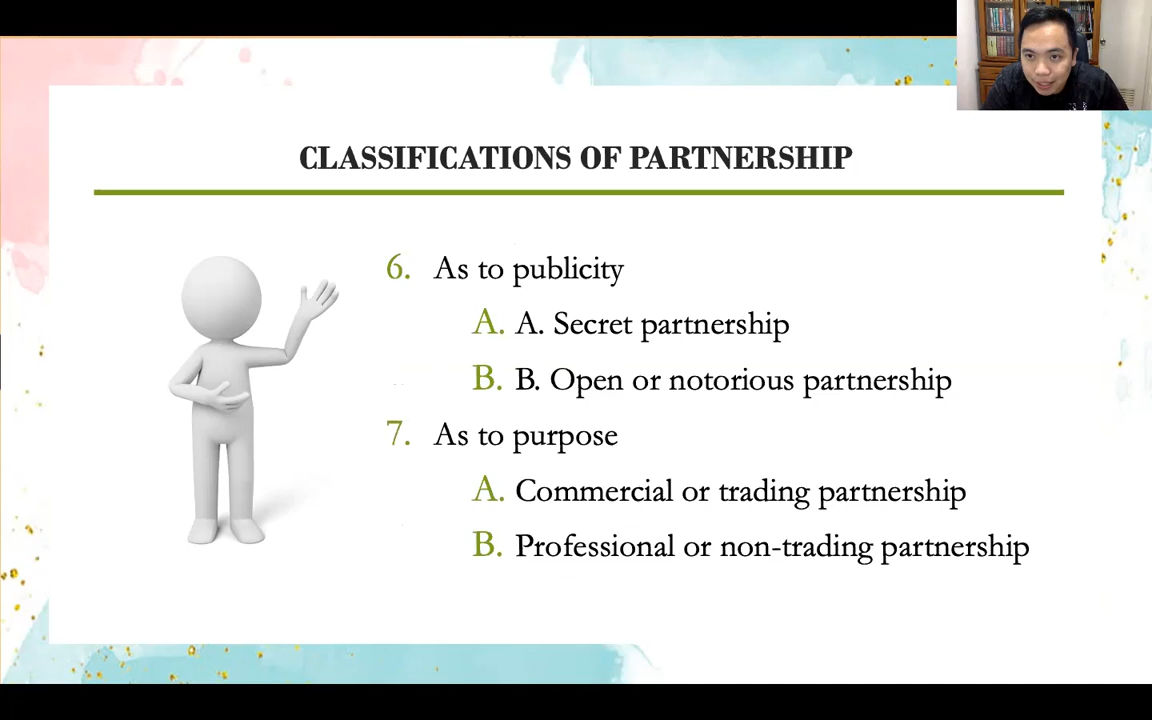 CLASSIFICATIONS OF PARTNERSHIP
6. As to publicity
A. A. Secret partnership
B. B. Open or notorious partnership
7. As to purpose
A. Commercial or trading partnership
B. Professional or non-trading partnership